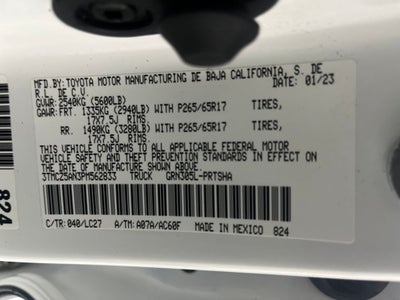 MFD.BY: TOYOTA MOTOR MANUFACTURING DE BAJA CALIFORNIA, S. DE
R.L. DE C.V. DATE: 01/23
GVWR: 2540KG (5600LB)
GAWR: FRT. 1335KG (2940LB) WITH P265/65R17 TIRES,
17X7.5J RIMS
RR. 1490KG (3280LB) WITH P265/65R17 TIRES,
17X7.5J RIMS
THIS VEHICLE CONFORMS TO ALL APPLICABLE FEDERAL MOTOR
VEHICLE SAFETY AND THEFT PREVENTION STANDARDS IN EFFECT ON
THE DATE OF MANUFACTURE SHOWN ABOVE.
3TMCZ5AN3PM562833 TRUCK GRN305L-PRTSHA
C/TR: 040/LC27 A/TM: A07A/AC60F MADE IN MEXICO 824
824